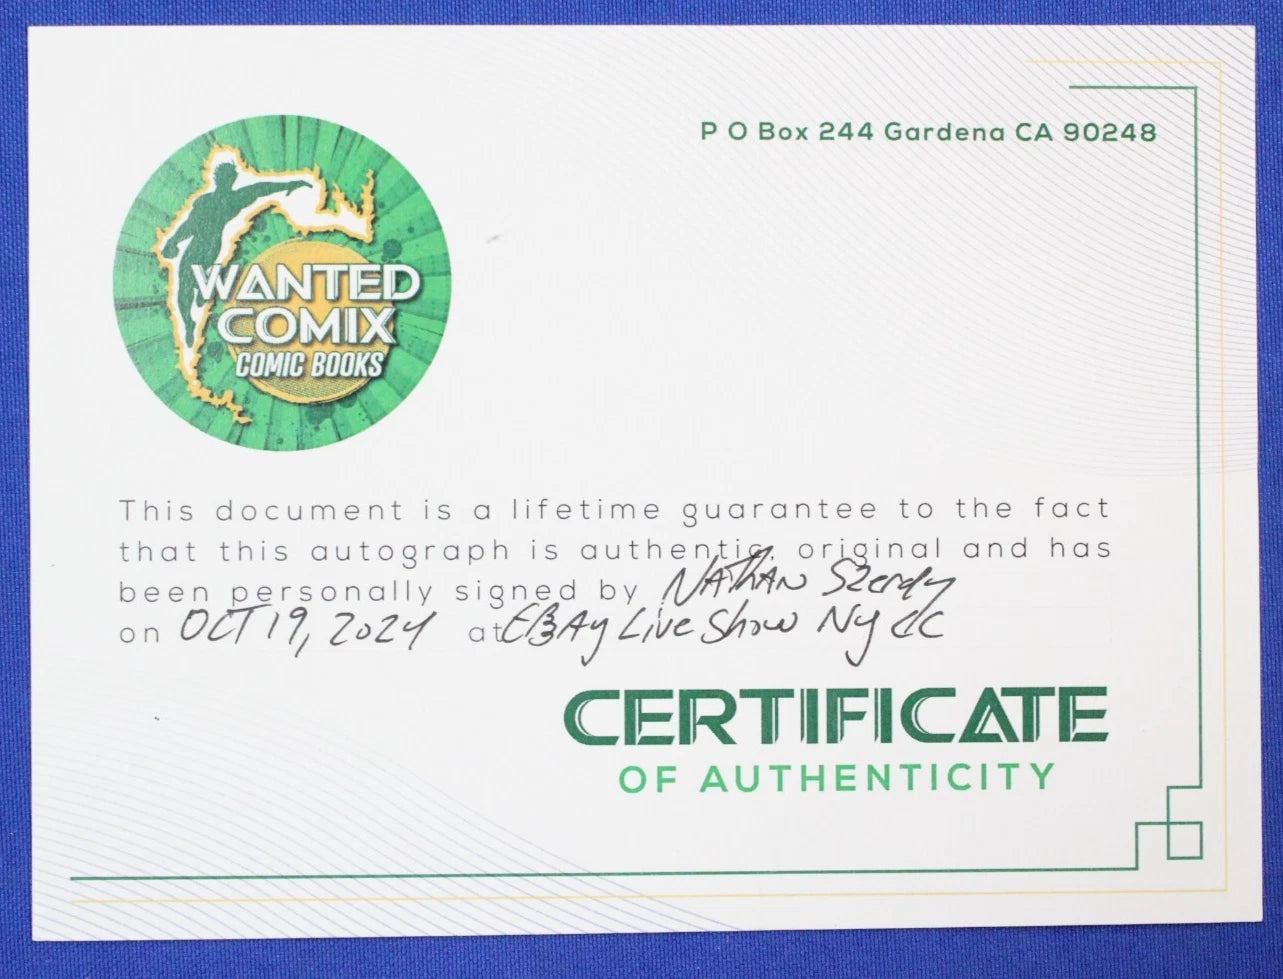 P O Box 244 Gardena CA 90248
WANTED
COMIX
COMIC BOOKS
This document is a lifetime guarantee to the fact
that this autograph is authentic, original and has
been personally signed by NATHAN Szerdy
on OCT 19, 2024 at EBAy Live Show NYCC
CERTIFICATE
OF AUTHENTICITY